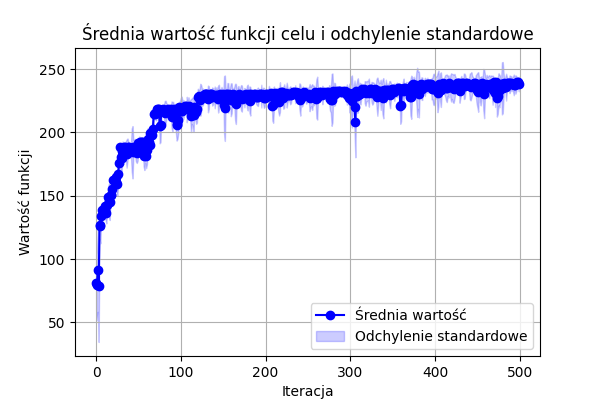 Średnia wartość funkcji celu i odchylenie standardowe
250
200
150
100
50
Wartość funkcji
Średnia wartość
Odchylenie standardowe
0 100 200 300 400 500
Iteracja